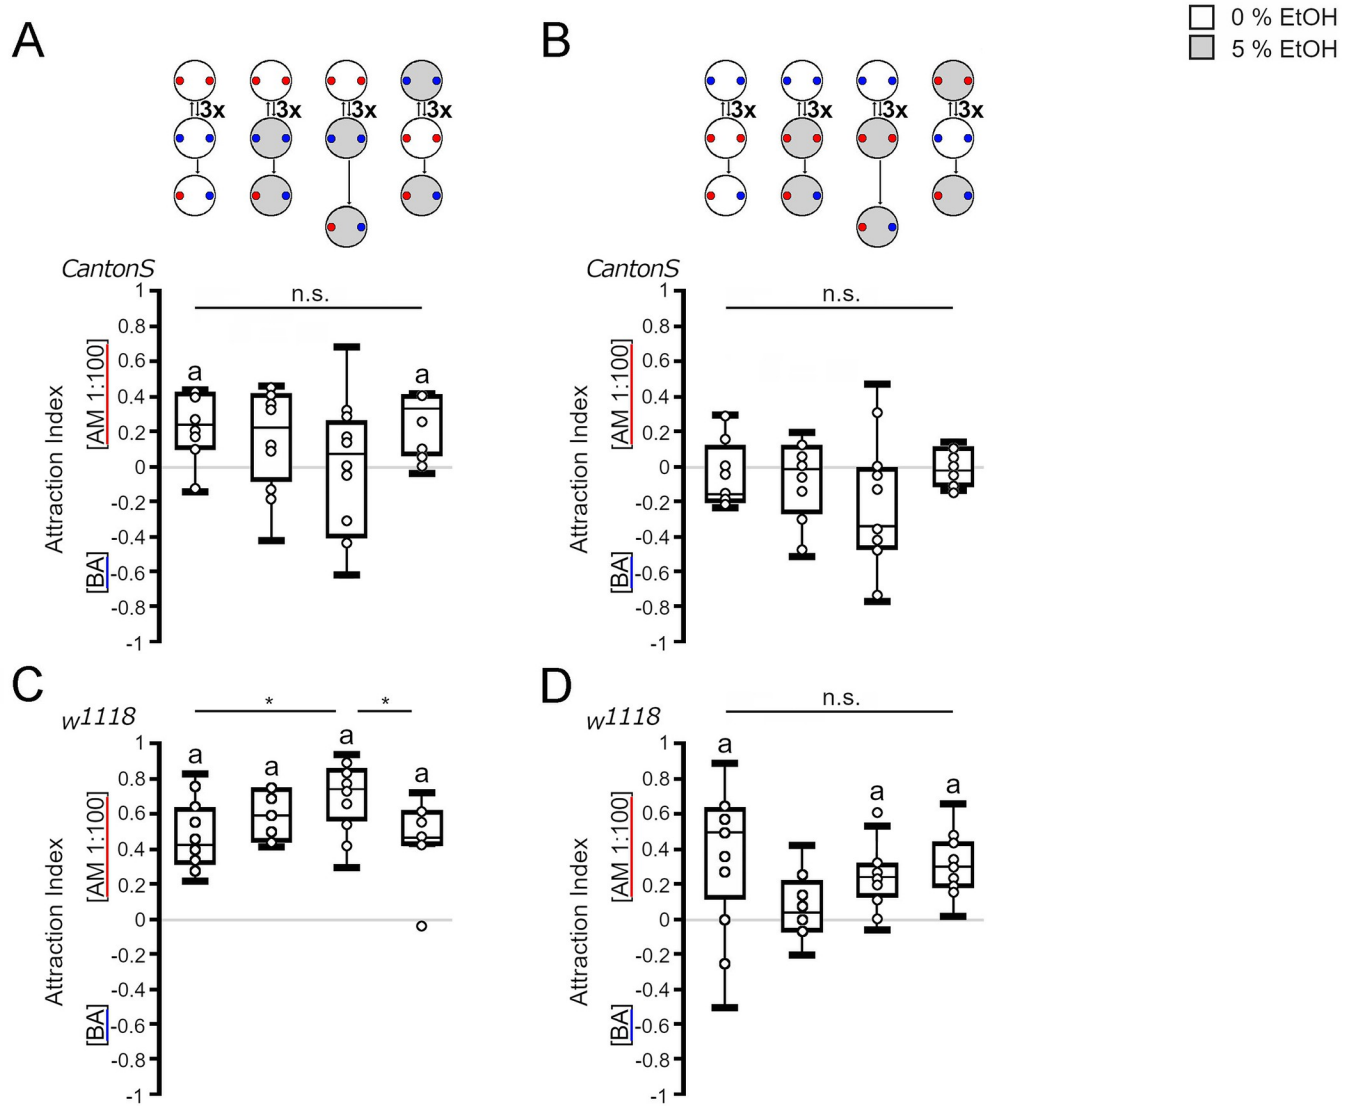 A
B
0 % EtOH
5 % EtOH
3x
3x
3x
3x
3x
3x
3x
3x
CantonS
n.s.
a
a
Attraction Index
[BA]
[AM 1:100]
1
0.8
0.6
0.4
0.2
0
-0.2
-0.4
-0.6
-0.8
-1
CantonS
n.s.
Attraction Index
[BA]
[AM 1:100]
1
0.8
0.6
0.4
0.2
0
-0.2
-0.4
-0.6
-0.8
-1
C
w1118
*
*
a
a
a
a
Attraction Index
[BA]
[AM 1:100]
1
0.8
0.6
0.4
0.2
0
-0.2
-0.4
-0.6
-0.8
-1
D
w1118
n.s.
a
a
a
Attraction Index
[BA]
[AM 1:100]
1
0.8
0.6
0.4
0.2
0
-0.2
-0.4
-0.6
-0.8
-1